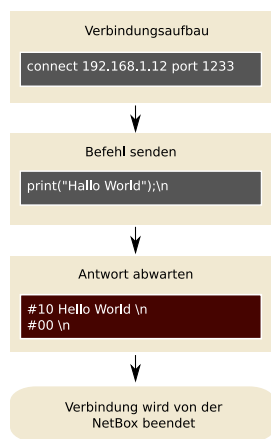 Verbindungsaufbau
connect 192.168.1.12 port 1233
Befehl senden
print("Hallo World");\n
Antwort abwarten
#10 Hello World \n
#00 \n
Verbindung wird von der
NetBox beendet